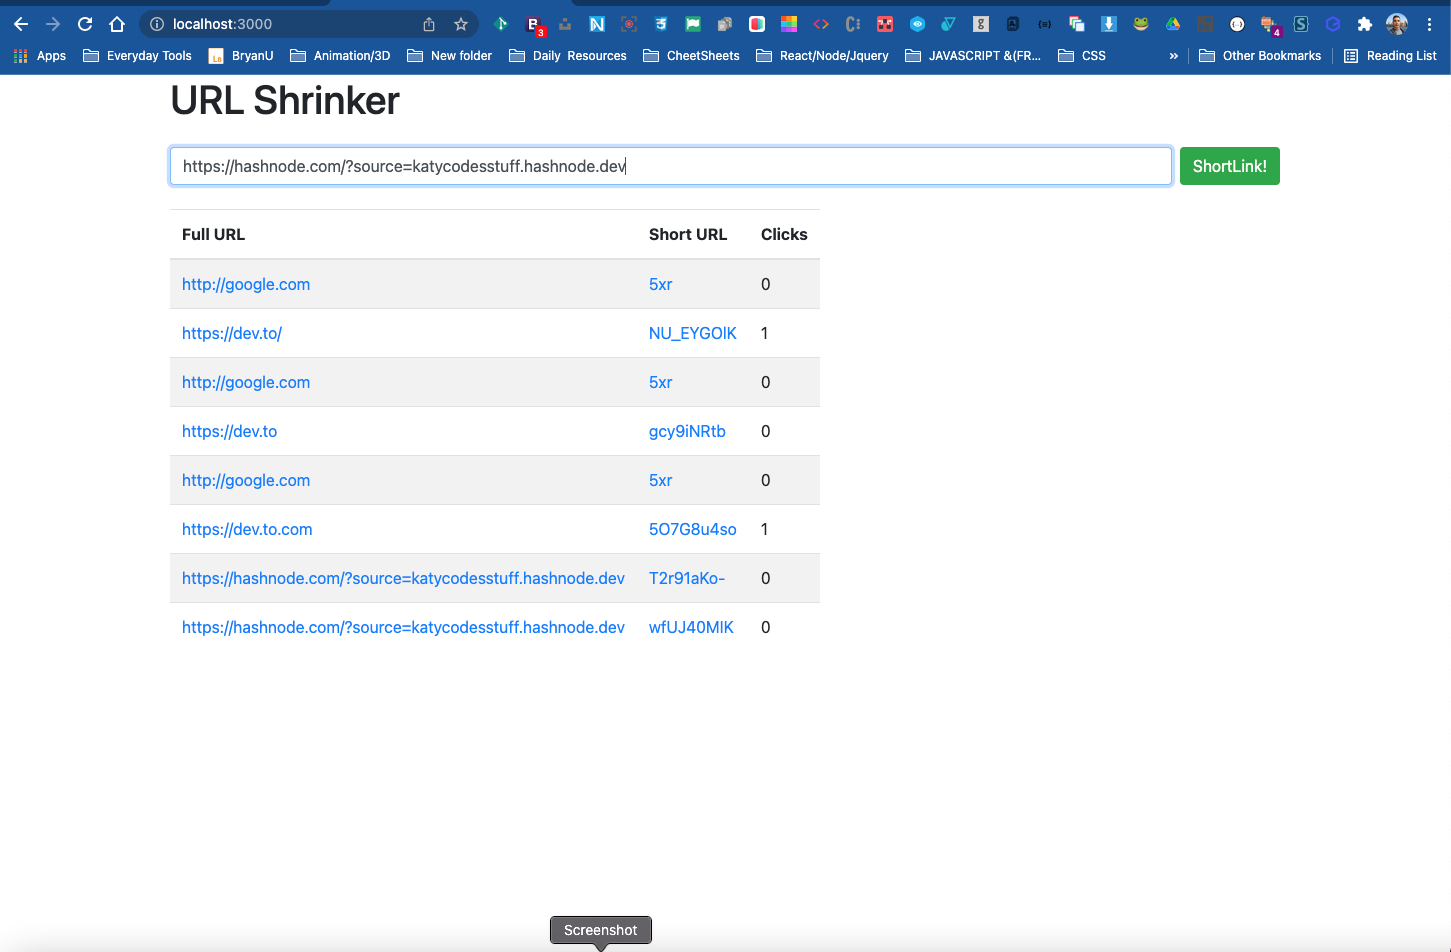 localhost:3000
B 3
4
Apps Everyday Tools BryanU Animation/3D New folder Daily Resources CheetSheets React/Node/Jquery JAVASCRIPT &(FR... CSS » Other Bookmarks Reading List
URL Shrinker
https://hashnode.com/?source=katycodesstuff.hashnode.dev ShortLink!
Full URL Short URL Clicks
http://google.com 5xr 0
https://dev.to/ NU_EYGOlK 1
http://google.com 5xr 0
https://dev.to gcy9iNRtb 0
http://google.com 5xr 0
https://dev.to.com 5O7G8u4so 1
https://hashnode.com/?source=katycodesstuff.hashnode.dev T2r91aKo- 0
https://hashnode.com/?source=katycodesstuff.hashnode.dev wfUJ40MlK 0
Screenshot